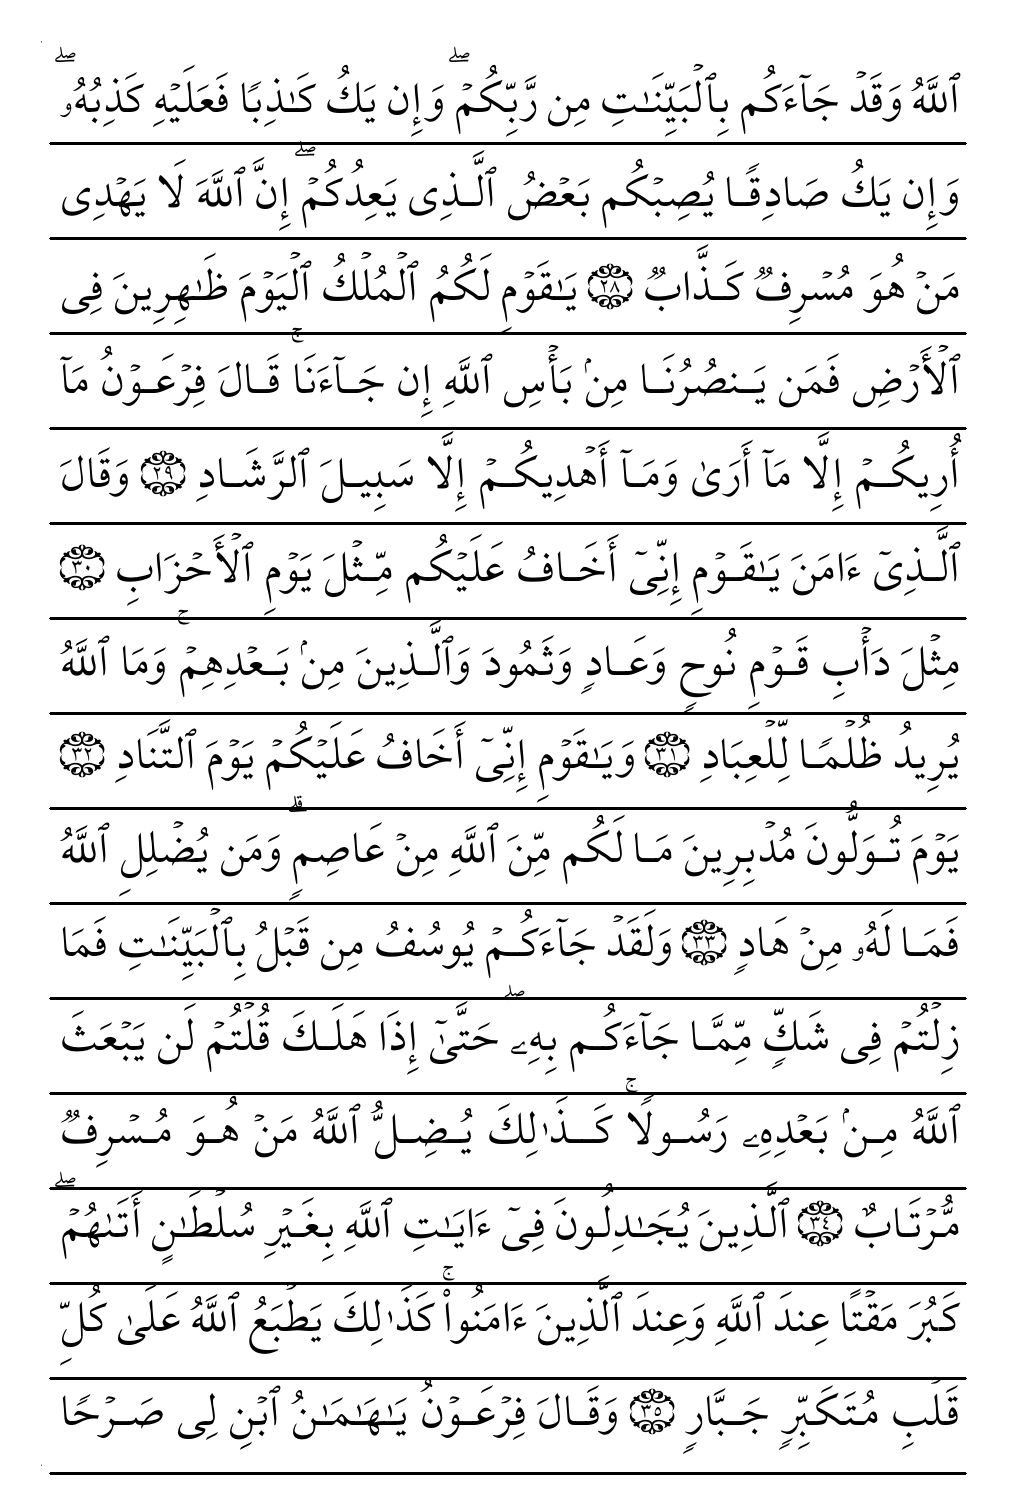 ٱللَّهُ وَقَدۡ جَآءَكُم بِٱلۡبَيِّنَٰتِ مِن رَّبِّكُمۡۖ وَإِن يَكُ كَٰذِبٗا فَعَلَيۡهِ كَذِبُهُۥۖ
وَإِن يَكُ صَادِقٗا يُصِبۡكُم بَعۡضُ ٱلَّذِي يَعِدُكُمۡۖ إِنَّ ٱللَّهَ لَا يَهۡدِي
مَنۡ هُوَ مُسۡرِفٞ كَذَّابٞ ٢٨ يَٰقَوۡمِ لَكُمُ ٱلۡمُلۡكُ ٱلۡيَوۡمَ ظَٰهِرِينَ فِي
ٱلۡأَرۡضِ فَمَن يَنصُرُنَا مِنۢ بَأۡسِ ٱللَّهِ إِن جَآءَنَاۚ قَالَ فِرۡعَوۡنُ مَآ
أُرِيكُمۡ إِلَّا مَآ أَرَىٰ وَمَآ أَهۡدِيكُمۡ إِلَّا سَبِيلَ ٱلرَّشَادِ ٢٩ وَقَالَ
ٱلَّذِيٓ ءَامَنَ يَٰقَوۡمِ إِنِّيٓ أَخَافُ عَلَيۡكُم مِّثۡلَ يَوۡمِ ٱلۡأَحۡزَابِ ٣٠
مِثۡلَ دَأۡبِ قَوۡمِ نُوحٖ وَعَادٖ وَثَمُودَ وَٱلَّذِينَ مِنۢ بَعۡدِهِمۡۚ وَمَا ٱللَّهُ
يُرِيدُ ظُلۡمٗا لِّلۡعِبَادِ ٣١ وَيَٰقَوۡمِ إِنِّيٓ أَخَافُ عَلَيۡكُمۡ يَوۡمَ ٱلتَّنَادِ ٣٢
يَوۡمَ تُوَلُّونَ مُدۡبِرِينَ مَا لَكُم مِّنَ ٱللَّهِ مِنۡ عَاصِمٖۗ وَمَن يُضۡلِلِ ٱللَّهُ
فَمَا لَهُۥ مِنۡ هَادٖ ٣٣ وَلَقَدۡ جَآءَكُمۡ يُوسُفُ مِن قَبۡلُ بِٱلۡبَيِّنَٰتِ فَمَا
زِلۡتُمۡ فِي شَكّٖ مِّمَّا جَآءَكُم بِهِۦۖ حَتَّىٰٓ إِذَا هَلَكَ قُلۡتُمۡ لَن يَبۡعَثَ
ٱللَّهُ مِنۢ بَعۡدِهِۦ رَسُولٗاۚ كَذَٰلِكَ يُضِلُّ ٱللَّهُ مَنۡ هُوَ مُسۡرِفٞ
مُّرۡتَابٌ ٣٤ ٱلَّذِينَ يُجَٰدِلُونَ فِيٓ ءَايَٰتِ ٱللَّهِ بِغَيۡرِ سُلۡطَٰنٍ أَتَىٰهُمۡۖ
كَبُرَ مَقۡتًا عِندَ ٱللَّهِ وَعِندَ ٱلَّذِينَ ءَامَنُواْۚ كَذَٰلِكَ يَطۡبَعُ ٱللَّهُ عَلَىٰ كُلِّ
قَلۡبِ مُتَكَبِّرٖ جَبَّارٖ ٣٥ وَقَالَ فِرۡعَوۡنُ يَٰهَٰمَٰنُ ٱبۡنِ لِي صَرۡحٗا